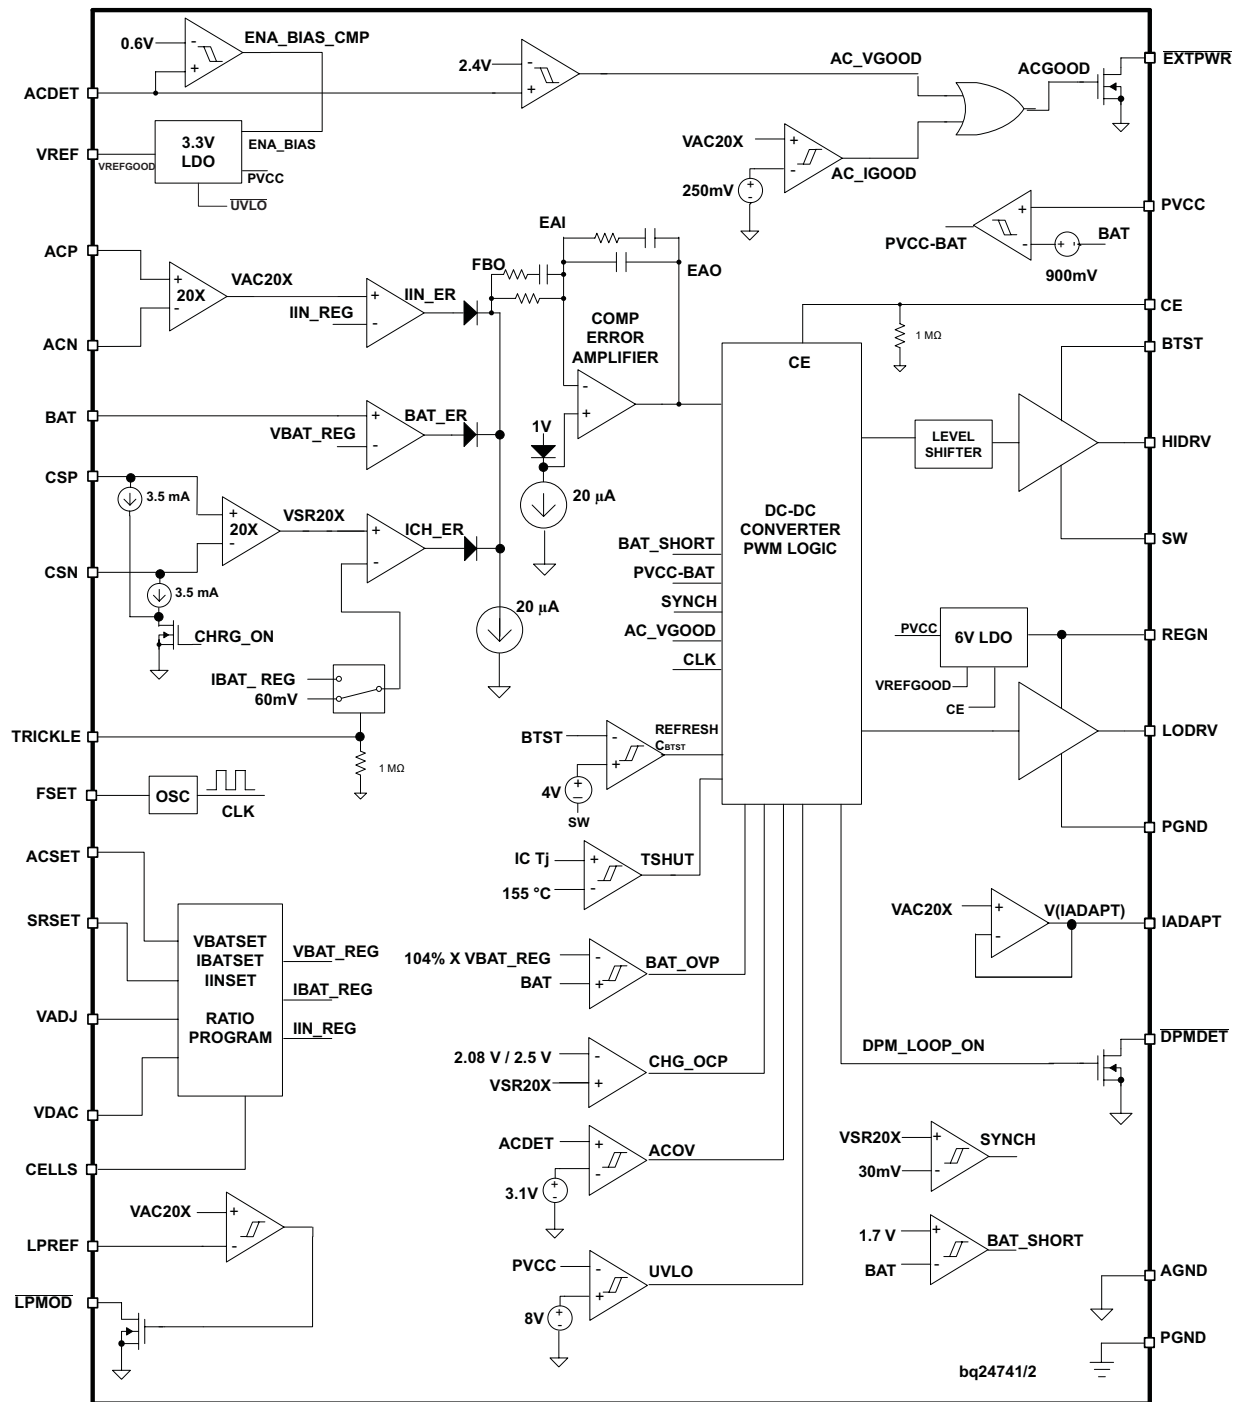 0.6V
ENA_BIAS_CMP
-
+
2.4V
-
+
AC_VGOOD
ACGOOD
EXTPWR
ACDET
3.3V
LDO
ENA_BIAS
VREF
VREFGOOD
PVCC
UVLO
VAC20X
+
-
250mV
+
-
AC_IGOOD
PVCC
+
-
PVCC-BAT
+
-
BAT
900mV
EAI
FBO
EAO
ACP
+
20X
-
VAC20X
+
-
IIN_ER
IIN_REG
ACN
COMP
ERROR
AMPLIFIER
-
+
CE
CE
1 MΩ
BTST
BAT
+
-
BAT_ER
VBAT_REG
1V
20 µA
LEVEL
SHIFTER
HIDRV
CSP
3.5 mA
+
20X
-
VSR20X
+
-
ICH_ER
DC-DC
CONVERTER
PWM LOGIC
SW
CSN
3.5 mA
CHRG_ON
20 µA
BAT_SHORT
PVCC-BAT
SYNCH
AC_VGOOD
CLK
PVCC
6V LDO
REGN
VREFGOOD
CE
IBAT_ REG
60mV
TRICKLE
1 MΩ
BTST
-
+
REFRESH
CBTST
4V
+
–
SW
LODRV
FSET
OSC
CLK
PGND
ACSET
IC Tj
+
155 °C
-
TSHUT
SRSET
VBATSET
IBATSET
IINSET
RATIO
PROGRAM
VBAT_REG
IBAT_REG
IIN_REG
VAC20X
+
-
V(IADAPT)
IADAPT
104% X VBAT_REG
-
BAT
+
BAT_OVP
VADJ
DPM_LOOP_ON
DPMDET
2.08 V / 2.5 V
-
VSR20X
+
CHG_OCP
VDAC
ACDET
+
-
ACOV
3.1V
+
-
VSR20X
+
30mV
-
SYNCH
CELLS
VAC20X
+
-
LPREF
1.7 V
+
BAT
-
BAT_SHORT
PVCC
-
+
UVLO
8V
+
-
AGND
LPMOD
PGND
bq24741/2